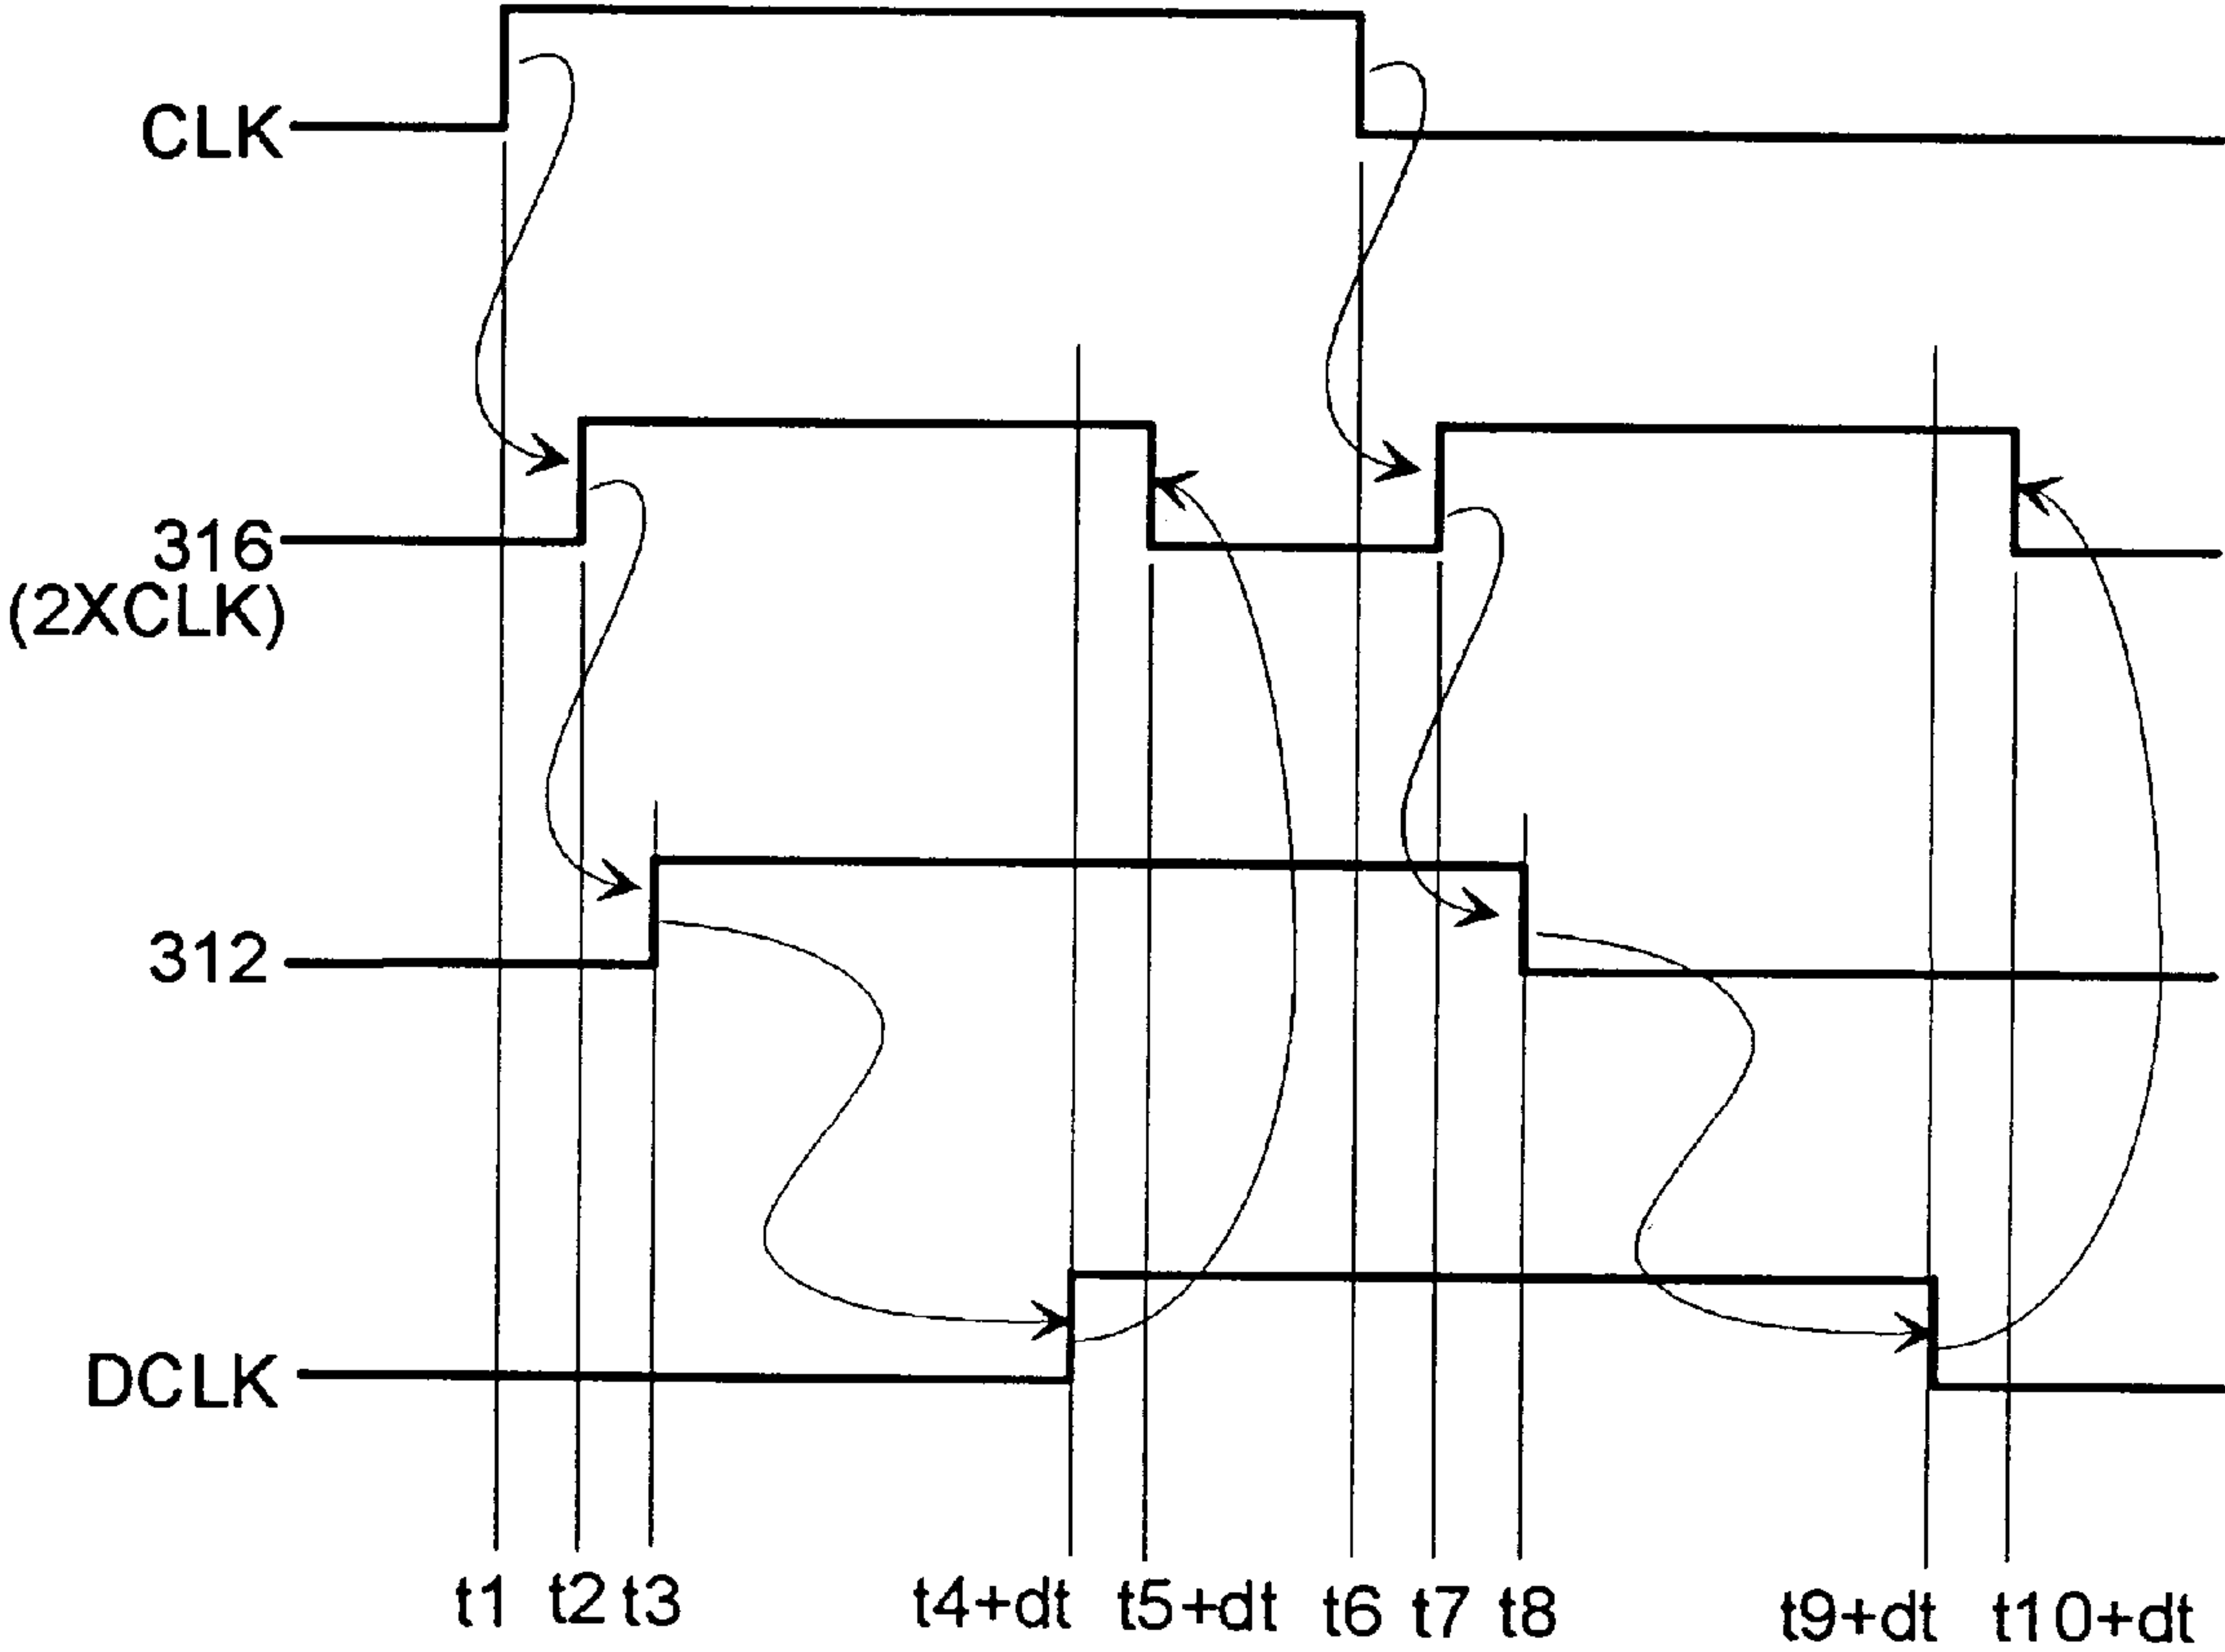 CLK
316
(2XCLK)
312
DCLK
t1 t2 t3 t4+dt t5+dt t6 t7 t8 t9+dt t10+dt